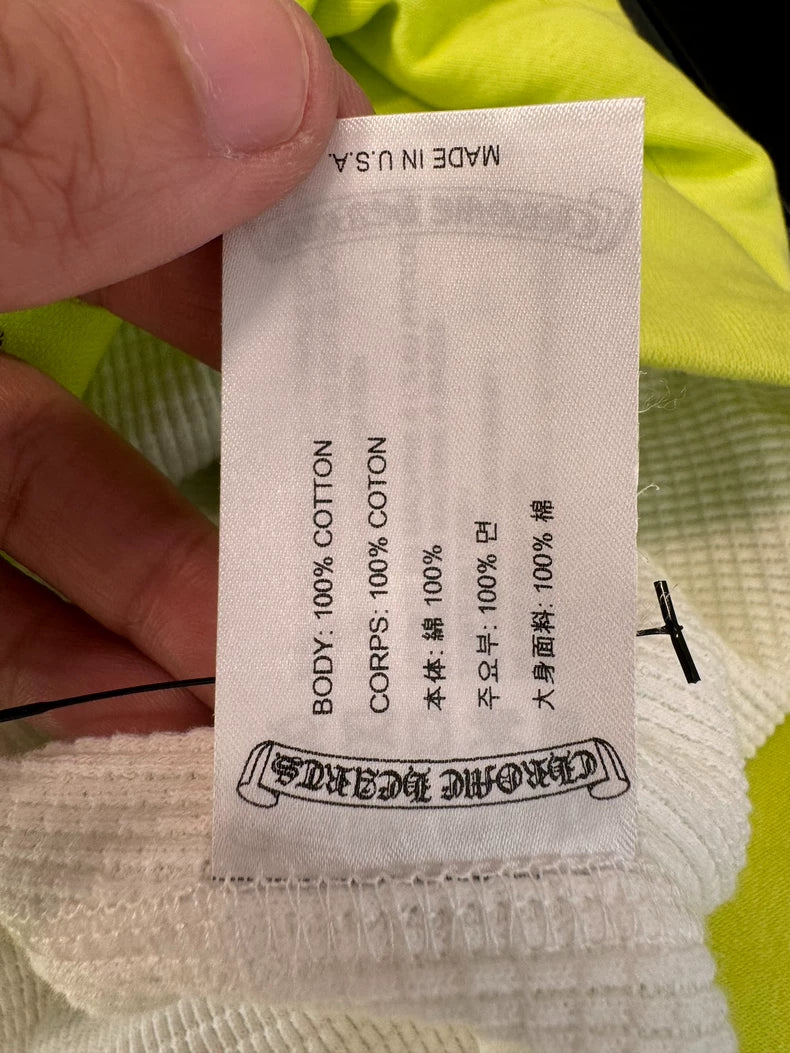 MADE IN U.S.A.
BODY: 100% COTTON
CORPS: 100% COTON
本体: 綿 100%
주요부: 100% 면
大身面料: 100% 棉
CHROME HEARTS